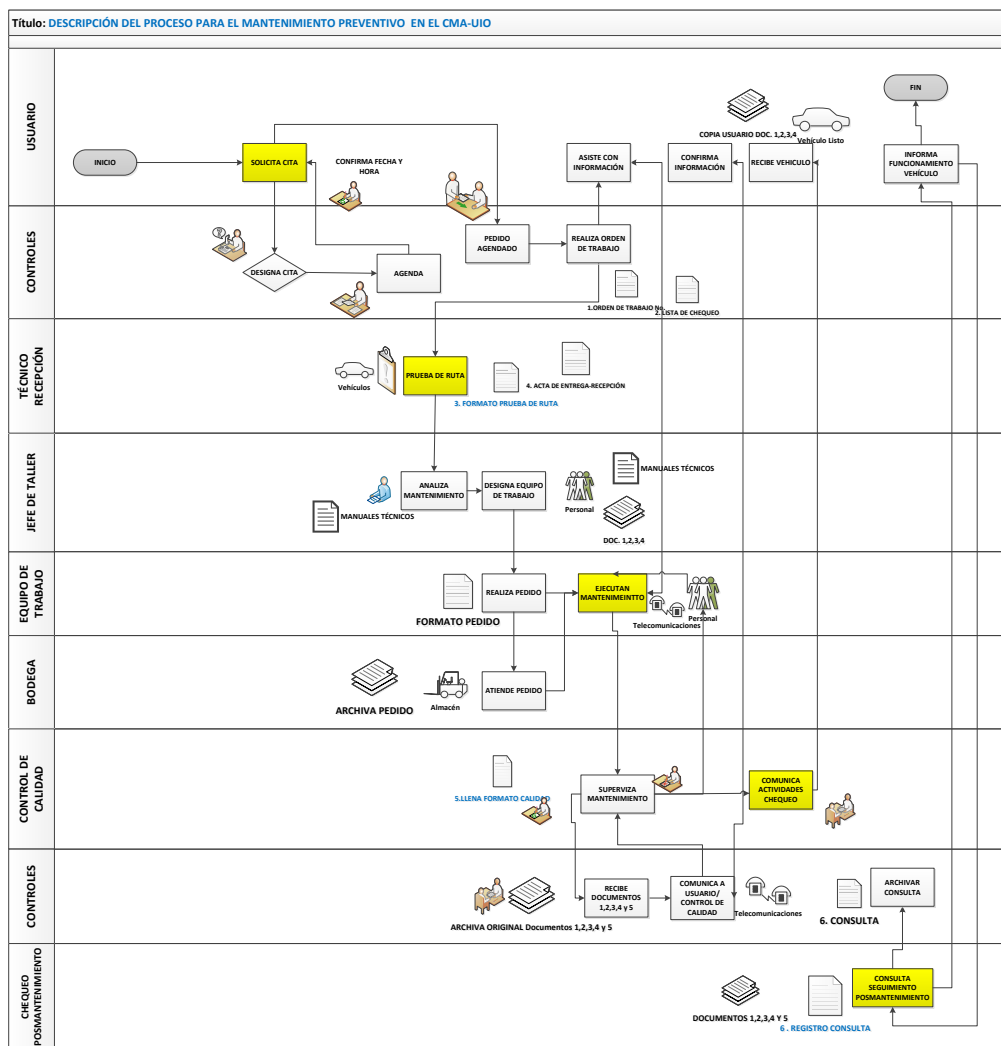 Título: DESCRIPCIÓN DEL PROCESO PARA EL MANTENIMIENTO PREVENTIVO EN EL CMA-UIO
USUARIO
INICIO
SOLICITA CITA
CONFIRMA FECHA Y
HORA
ASISTE CON
INFORMACIÓN
CONFIRMA
INFORMACIÓN
COPIA USUARIO DOC. 1,2,3,4
Vehículo Listo
RECIBE VEHICULO
FIN
INFORMA
FUNCIONAMIENTO
VEHÍCULO
CONTROLES
DESIGNA CITA
AGENDA
PEDIDO
AGENDADO
REALIZA ORDEN
DE TRABAJO
1.ORDEN DE TRABAJO No.
2. LISTA DE CHEQUEO
TÉCNICO
RECEPCIÓN
Vehículos
PRUEBA DE RUTA
3. FORMATO PRUEBA DE RUTA
4. ACTA DE ENTREGA-RECEPCIÓN
JEFE DE TALLER
MANUALES TÉCNICOS
ANALIZA
MANTENIMIENTO
DESIGNA EQUIPO
DE TRABAJO
Personal
MANUALES TÉCNICOS
DOC. 1,2,3,4
EQUIPO DE
TRABAJO
FORMATO PEDIDO
REALIZA PEDIDO
EJECUTAN
MANTENIMEINTTO
Telecomunicaciones
Personal
BODEGA
ARCHIVA PEDIDO
Almacén
ATIENDE PEDIDO
CONTROL DE
CALIDAD
5.LLENA FORMATO CALIDAD
SUPERVIZA
MANTENIMIENTO
COMUNICA
ACTIVIDADES
CHEQUEO
CONTROLES
ARCHIVA ORIGINAL Documentos 1,2,3,4 y 5
RECIBE
DOCUMENTOS
1,2,3,4 y 5
COMUNICA A
USUARIO/
CONTROL DE
CALIDAD
Telecomunicaciones
6. CONSULTA
ARCHIVAR
CONSULTA
CHEQUEO
POSMANTENIMIENTO
DOCUMENTOS 1,2,3,4 Y 5
6 . REGISTRO CONSULTA
CONSULTA
SEGUIMIENTO
POSMANTENIMIENTO